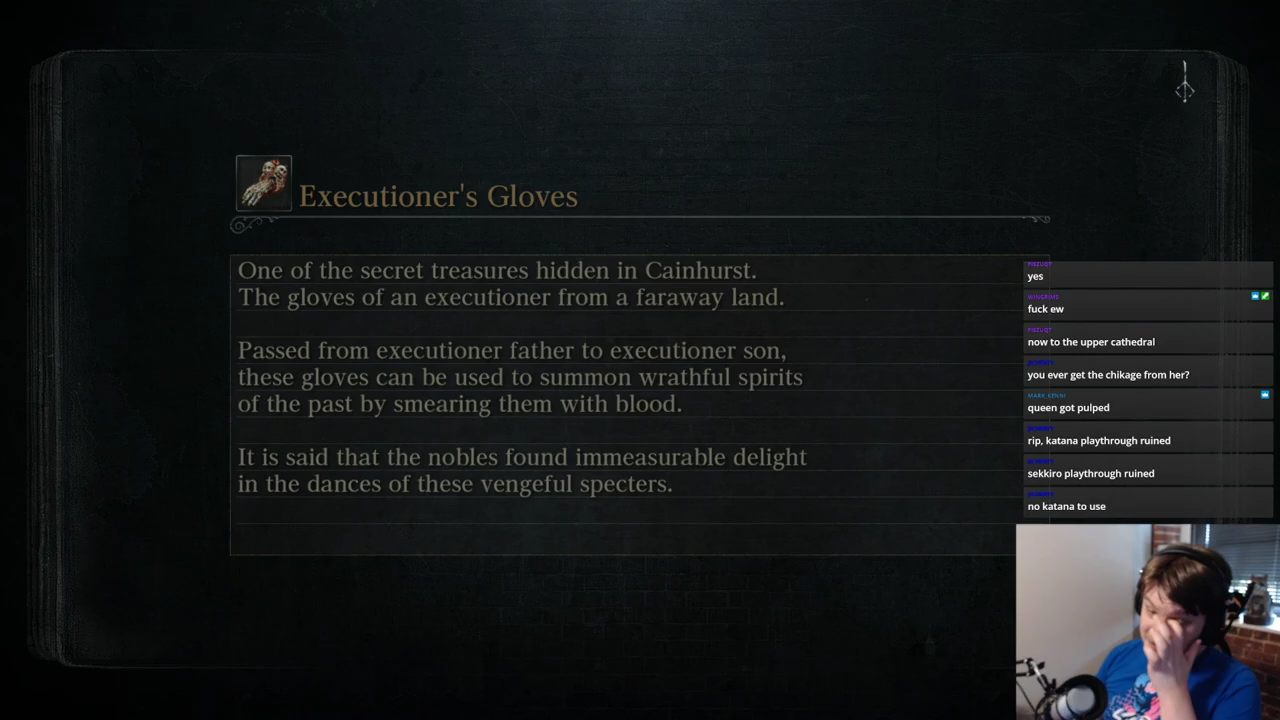 Executioner's Gloves
One of the secret treasures hidden in Cainhurst.
The gloves of an executioner from a faraway land.
Passed from executioner father to executioner son,
these gloves can be used to summon wrathful spirits
of the past by smearing them with blood.
It is said that the nobles found immeasurable delight
in the dances of these vengeful specters.
yes
fuck ew
now to the upper cathedral
you ever get the chikage from her?
queen got pulped
rip, katana playthrough ruined
sekkiro playthrough ruined
no katana to use